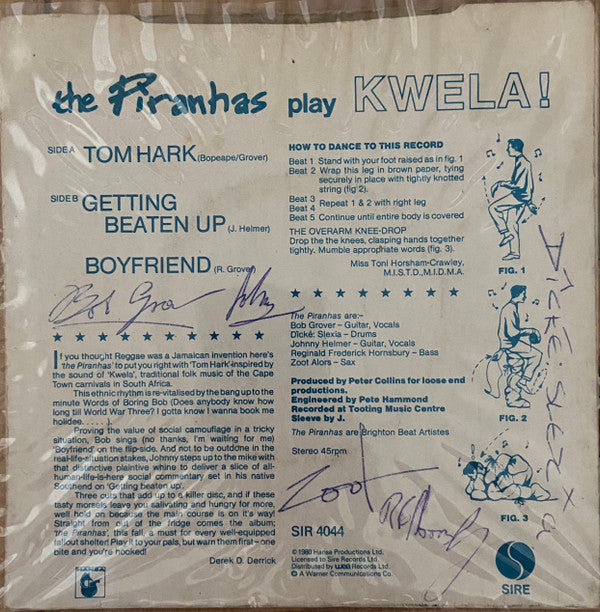 the Piranhas play KWELA!
SIDE A TOM HARK (Bopeape/Grover)
SIDE B GETTING
BEATEN UP (J. Helmer)
BOYFRIEND (R. Grover)
Bob Grover Johnny
If you thought Reggae was a Jamaican invention here's
'the Piranhas' to put you right with 'Tom Hark' inspired by
the sound of 'Kwela', traditional folk music of the Cape
Town carnivals in South Africa.
This ethnic rhythm is re-vitalised by the bang up to the
minute Words of Boring Bob (Does anybody know how
long till World War Three? I gotta know I wanna book me
holidee. . . . . .).
Proving the value of social camouflage in a tricky
situation, Bob sings (no thanks, I'm waiting for me)
'Boyfriend' on the flip-side. And not to be outdone in the
real-life-situation stakes, Johnny steps up to the mike with
that distinctive plaintive whine to deliver a slice of all-
human-life-is-here social commentary set in his native
Southend on 'Getting beaten up'.
Three cuts that add up to a killer disc, and if these
tasty morsels leave you salivating and hungry for more,
well hold on because the main course is on it's way!
Straight from out of the fridge comes the album;
'the Piranhas', this fall, a must for every well-equipped
fallout shelter! Play it to your pals, but warn them first – one
bite and you're hooked!
Derek D. Derrick
HANSA
HOW TO DANCE TO THIS RECORD
Beat 1 Stand with your foot raised as in fig. 1
Beat 2 Wrap this leg in brown paper, tying
securely in place with tightly knotted
string (fig 2).
Beat 3
Beat 4 Repeat 1 & 2 with right leg
Beat 5 Continue until entire body is covered
THE OVERARM KNEE-DROP
Drop the the knees, clasping hands together
tightly. Mumble appropriate words (fig. 3).
Miss Toni Horsham-Crawley,
M.I.S.T.D., M.I.D.M.A.
The Piranhas are:-
Bob Grover – Guitar, Vocals
Dîcké: Slexia – Drums
Johnny Helmer – Guitar, Vocals
Reginald Frederick Hornsbury – Bass
Zoot Alors – Sax
Produced by Peter Collins for loose end
productions.
Engineered by Pete Hammond
Recorded at Tooting Music Centre
Sleeve by J.
The Piranhas are Brighton Beat Artistes
Stereo 45rpm
Zoot
SIR 4044
© 1980 Hansa Productions Ltd.
Licensed to Sire Records Ltd.
Distributed by wea Records Ltd.
A Warner Communications Co.
FIG. 1
FIG. 2
FIG. 3
SIRE